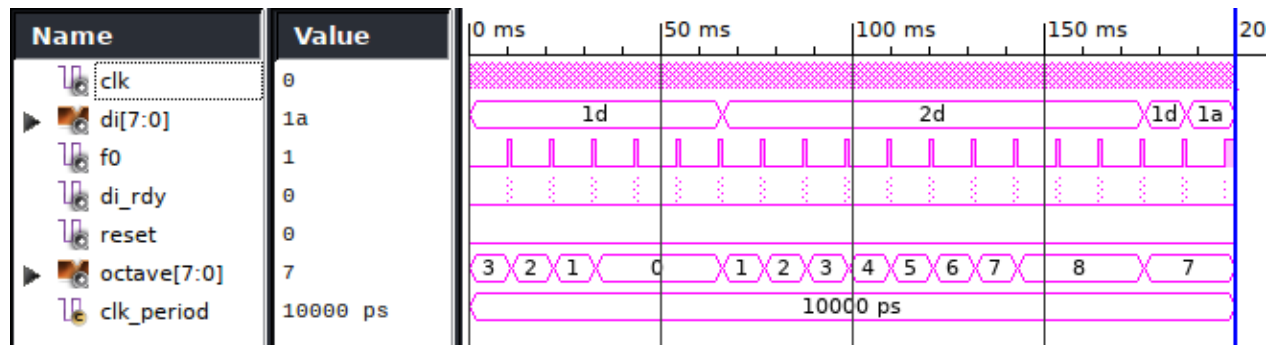 Name Value 0 ms 50 ms 100 ms 150 ms 20
clk 0
di[7:0] 1a 1d 2d 1d 1a
f0 1
di_rdy 0
reset 0
octave[7:0] 7 3 2 1 0 1 2 3 4 5 6 7 8 7
clk_period 10000 ps 10000 ps